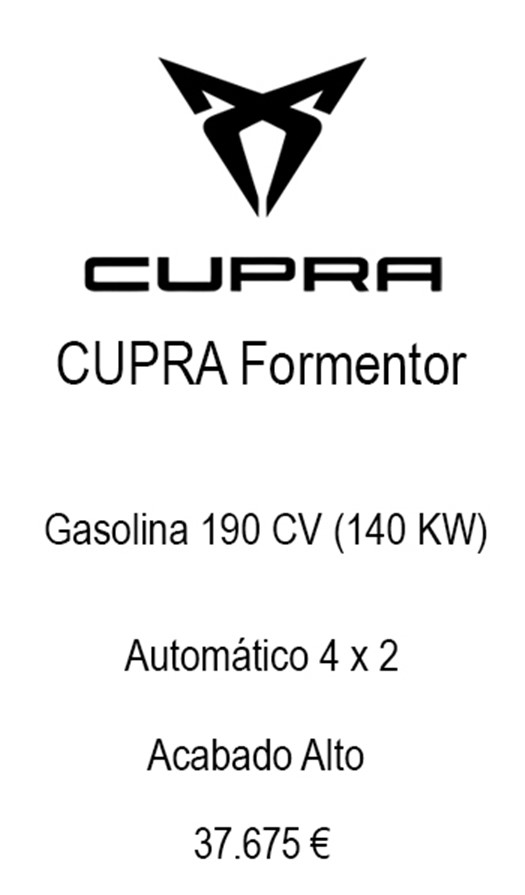 CUPRA
CUPRA Formentor
Gasolina 190 CV (140 KW)
Automático 4 x 2
Acabado Alto
37.675 €